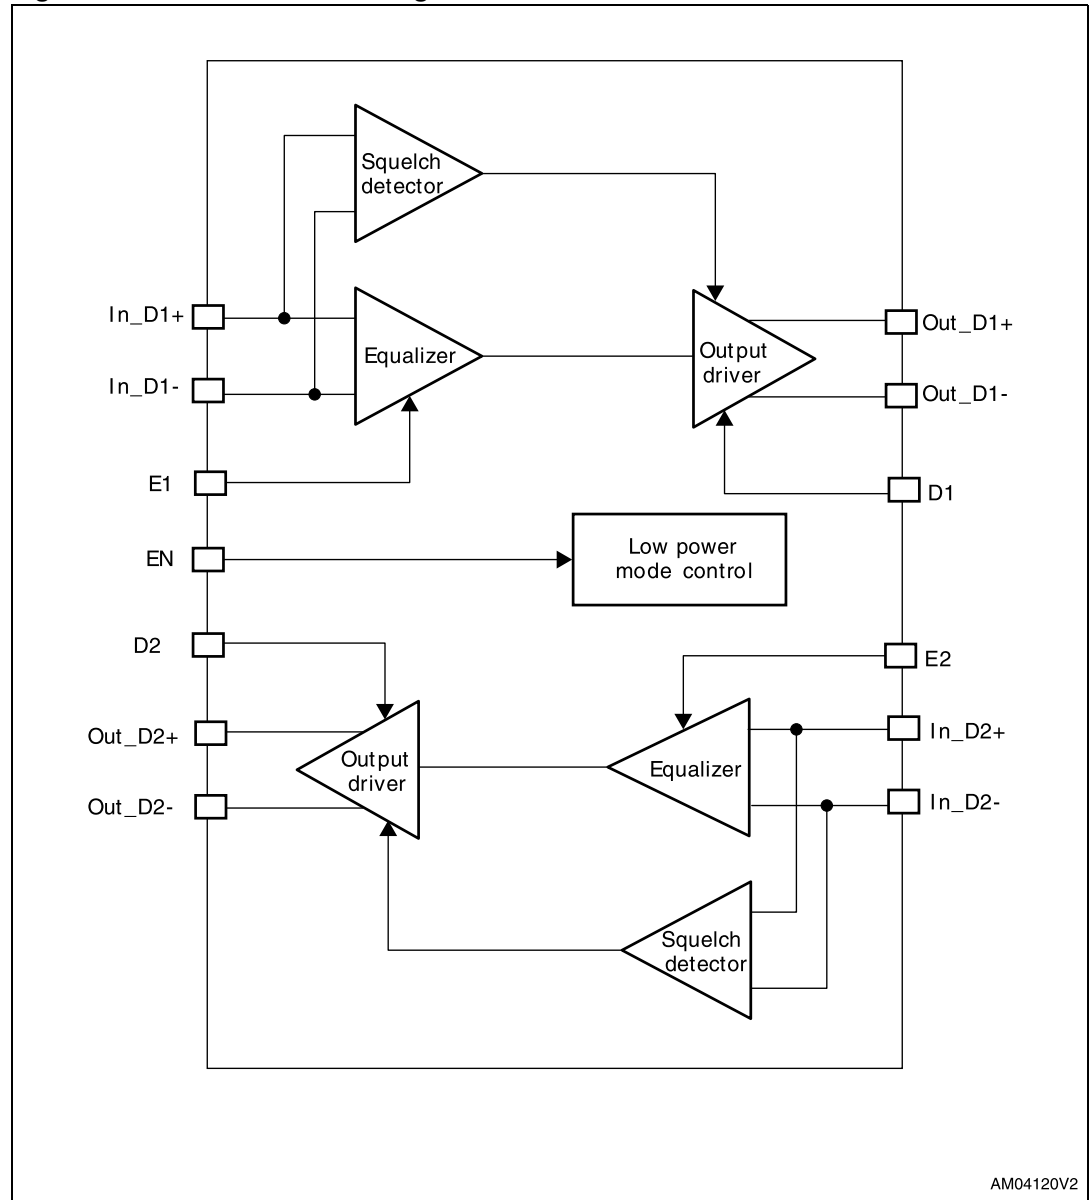 Squelch
detector
In_D1+
Equalizer
Output
driver
Out_D1+
In_D1-
Out_D1-
E1
D1
EN
Low power
mode control
D2
E2
Out_D2+
Output
driver
Equalizer
In_D2+
Out_D2-
In_D2-
Squelch
detector
AM04120V2